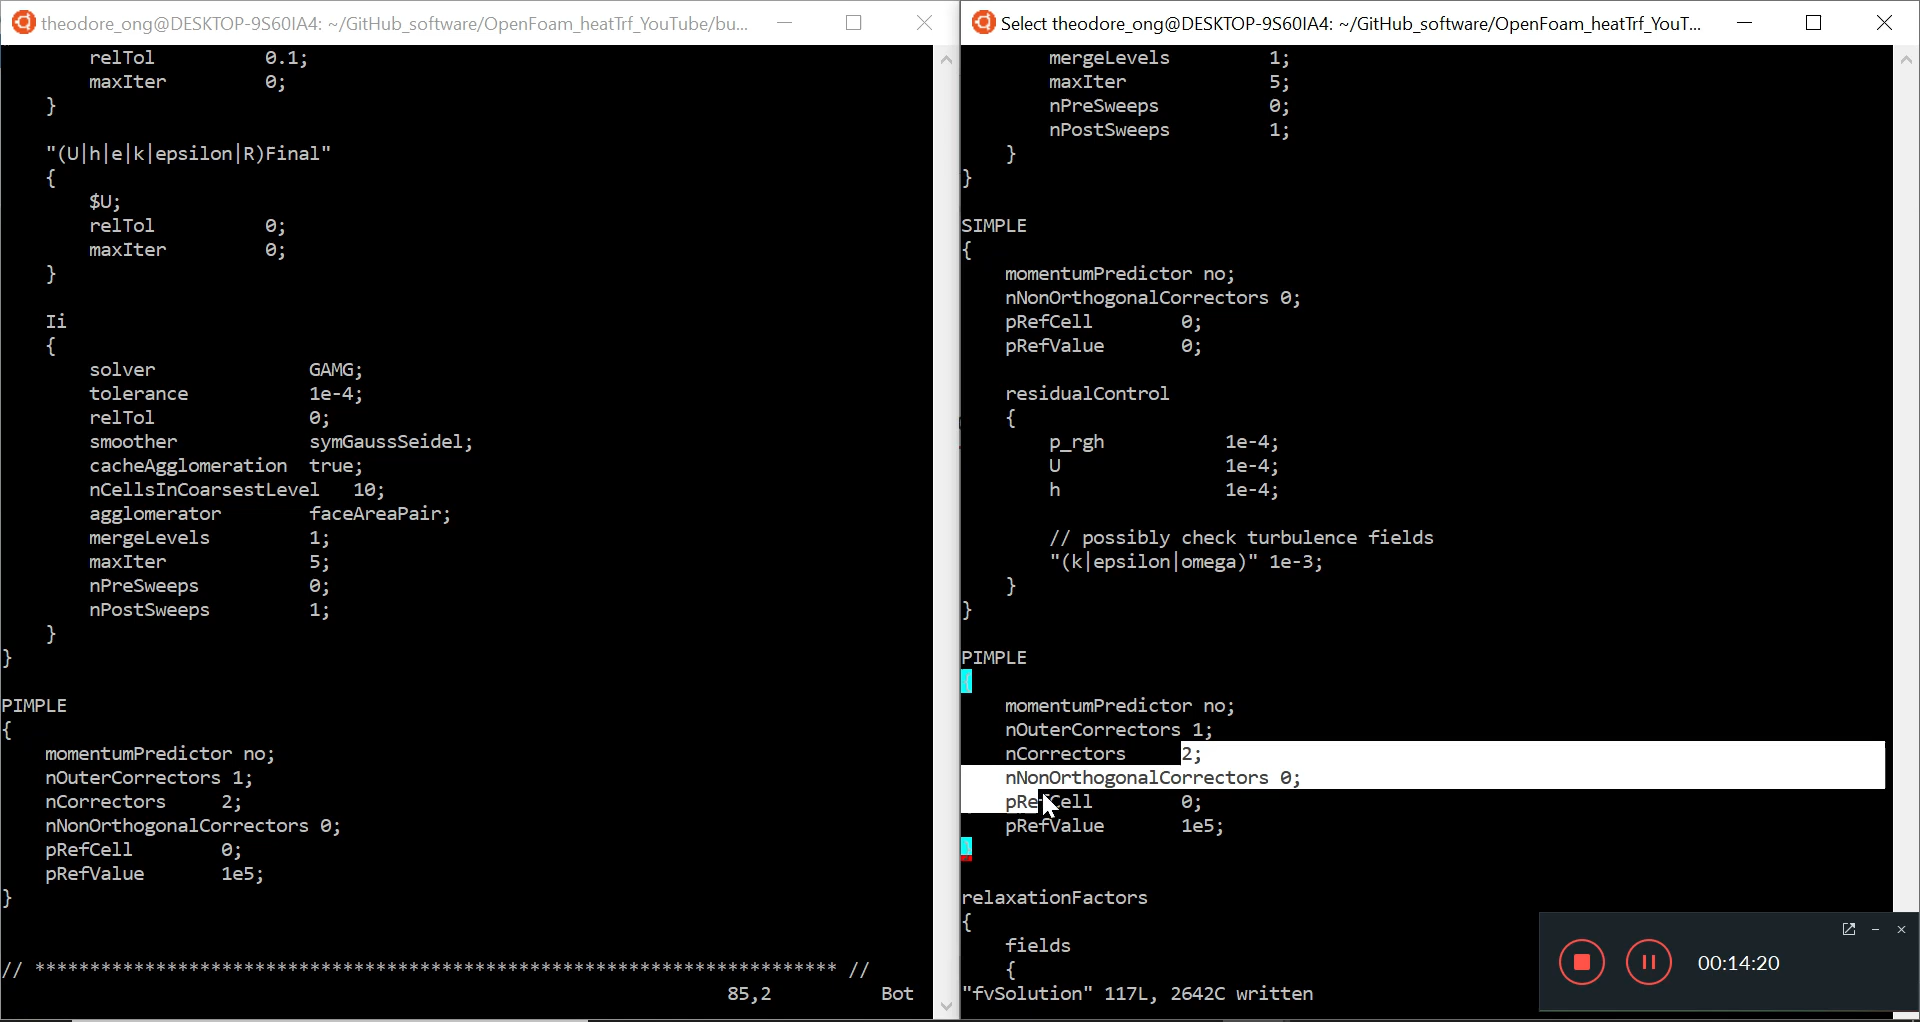 theodore_ong@DESKTOP-9S60IA4: ~/GitHub_software/OpenFoam_heatTrf_YouTube/bu...
relTol 0.1;
maxIter 0;
}
"(U|h|e|k|epsilon|R)Final"
{
$U;
relTol 0;
maxIter 0;
}
Ii
{
solver GAMG;
tolerance 1e-4;
relTol 0;
smoother symGaussSeidel;
cacheAgglomeration true;
nCellsInCoarsestLevel 10;
agglomerator faceAreaPair;
mergeLevels 1;
maxIter 5;
nPreSweeps 0;
nPostSweeps 1;
}
}
PIMPLE
{
momentumPredictor no;
nOuterCorrectors 1;
nCorrectors 2;
nNonOrthogonalCorrectors 0;
pRefCell 0;
pRefValue 1e5;
}
// ************************************************************************* //
85,2 Bot
Select theodore_ong@DESKTOP-9S60IA4: ~/GitHub_software/OpenFoam_heatTrf_YouT...
mergeLevels 1;
maxIter 5;
nPreSweeps 0;
nPostSweeps 1;
}
}
SIMPLE
{
momentumPredictor no;
nNonOrthogonalCorrectors 0;
pRefCell 0;
pRefValue 0;
residualControl
{
p_rgh 1e-4;
U 1e-4;
h 1e-4;
// possibly check turbulence fields
"(k|epsilon|omega)" 1e-3;
}
}
PIMPLE
{
momentumPredictor no;
nOuterCorrectors 1;
nCorrectors 2;
nNonOrthogonalCorrectors 0;
pRefCell 0;
pRefValue 1e5;
}
relaxationFactors
{
fields
{
"fvSolution" 117L, 2642C written
00:14:20